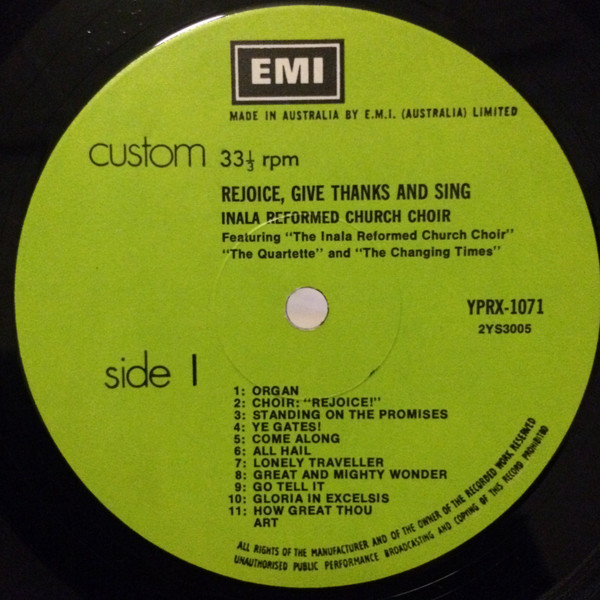 EMI
MADE IN AUSTRALIA BY E.M.I. (AUSTRALIA) LIMITED
custom 33⅓ rpm
REJOICE, GIVE THANKS AND SING
INALA REFORMED CHURCH CHOIR
Featuring "The Inala Reformed Church Choir"
"The Quartette" and "The Changing Times"
YPRX-1071
2YS3005
side 1
1: ORGAN
2: CHOIR: "REJOICE!"
3: STANDING ON THE PROMISES
4: YE GATES!
5: COME ALONG
6: ALL HAIL
7: LONELY TRAVELLER
8: GREAT AND MIGHTY WONDER
9: GO TELL IT
10: GLORIA IN EXCELSIS
11: HOW GREAT THOU
ART
ALL RIGHTS OF THE MANUFACTURER AND OF THE OWNER OF THE RECORDED WORK RESERVED
UNAUTHORISED PUBLIC PERFORMANCE BROADCASTING AND COPYING OF THIS RECORD PROHIBITED